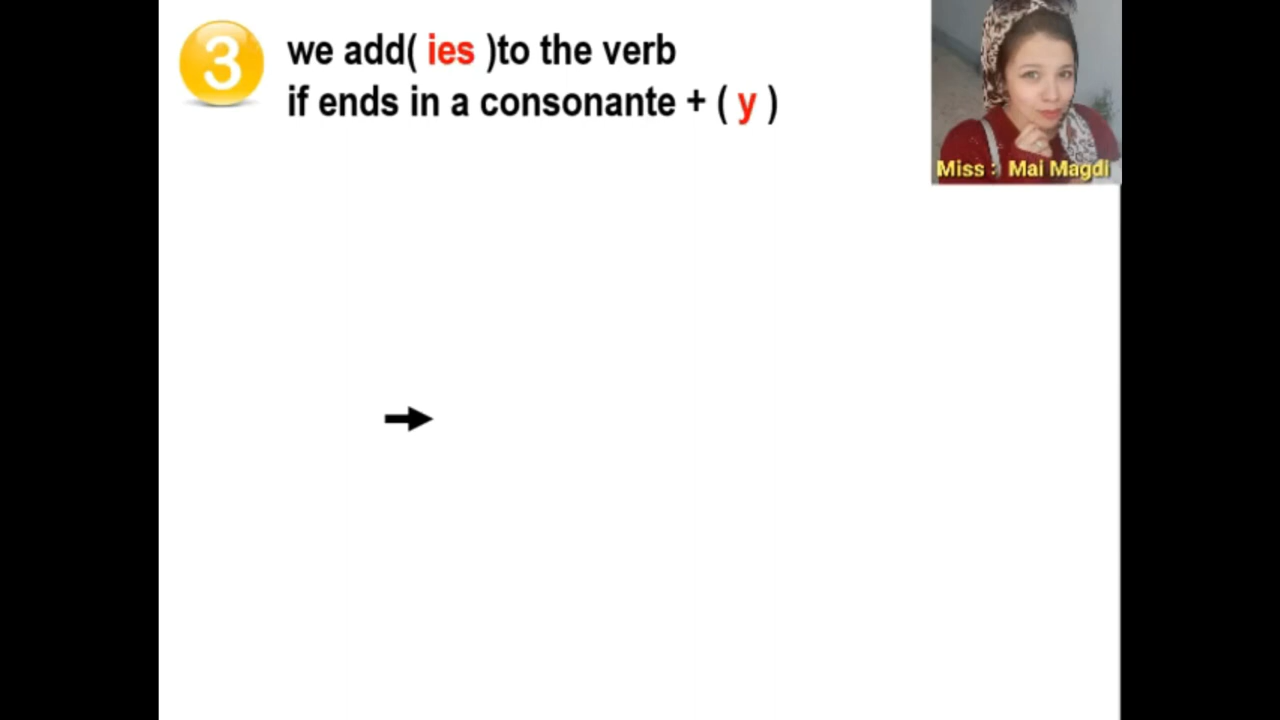 3
we add( ies )to the verb
if ends in a consonante + ( y )
Miss : Mai Magdi